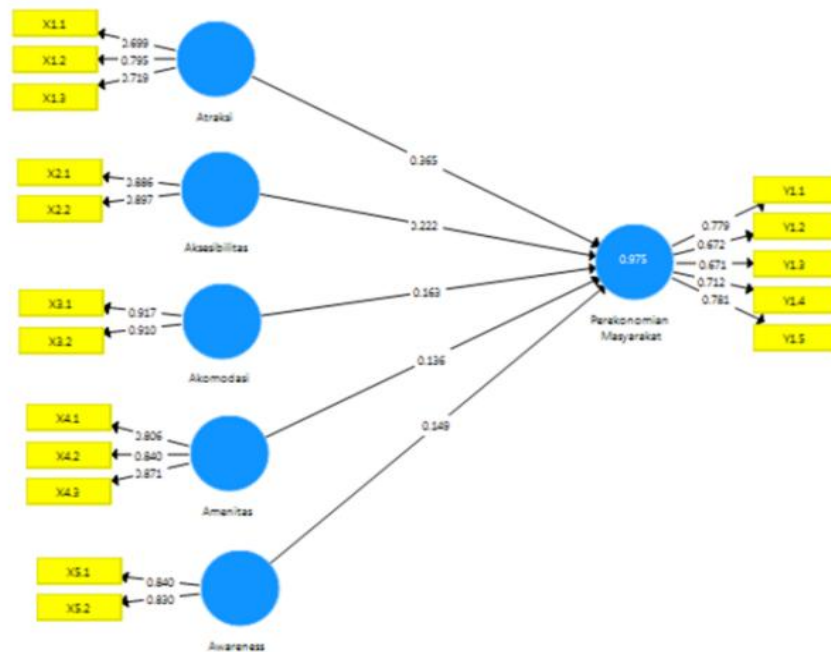 X1.1
0.699
X1.2
0.795
X1.3
0.719
Atraksi
0.365
X2.1
0.886
X2.2
0.897
Aksesibilitas
0.222
X3.1
0.917
X3.2
0.910
Akomodasi
0.163
X4.1
0.806
X4.2
0.840
X4.3
0.871
Amenitas
0.136
X5.1
0.840
X5.2
0.830
Awareness
0.149
0.975
Perekonomian
Masyarakat
Y1.1
0.779
Y1.2
0.672
Y1.3
0.671
Y1.4
0.712
Y1.5
0.781